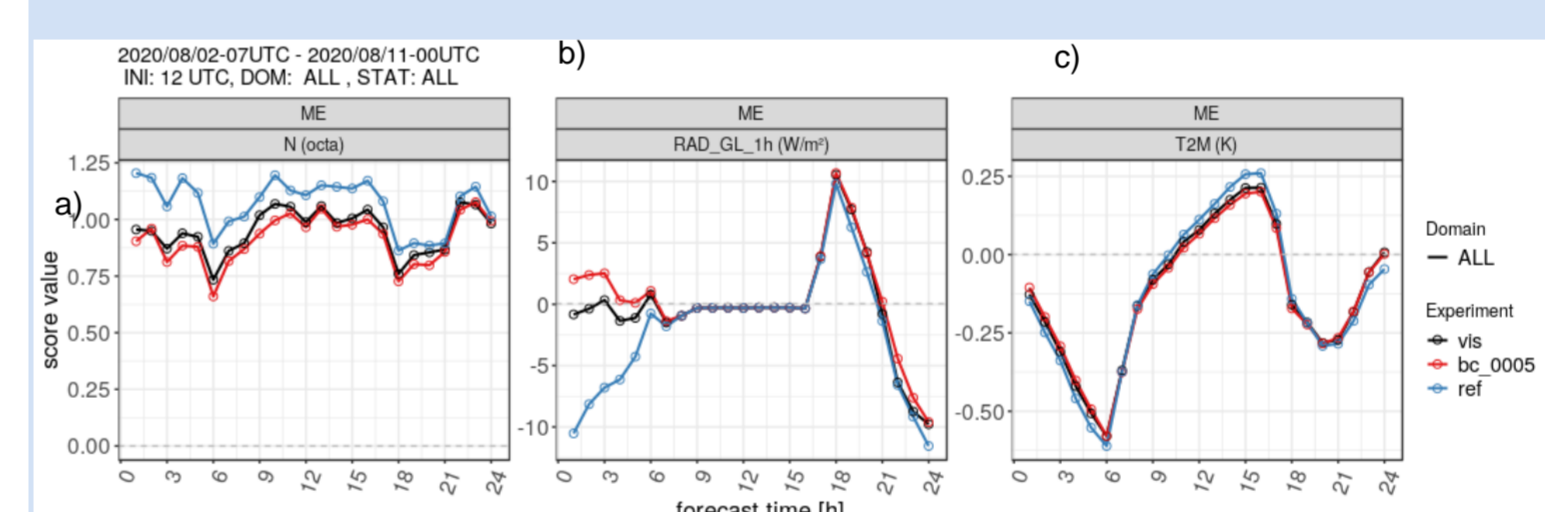 2020/08/02-07UTC - 2020/08/11-00UTC
INI: 12 UTC, DOM: ALL , STAT: ALL
b)
c)
ME
ME
ME
N (octa)
RAD_GL_1h (W/m²)
T2M (K)
a)
score value
1.25
1.00
0.75
0.50
0.25
0.00
0 3 6 9 12 15 18 21 24
10
5
0
-5
-10
0 3 6 9 12 15 18 21 24
forecast time [h]
0.25
0.00
-0.25
-0.50
0 3 6 9 12 15 18 21 24
Domain
ALL
Experiment
vis
bc_0005
ref